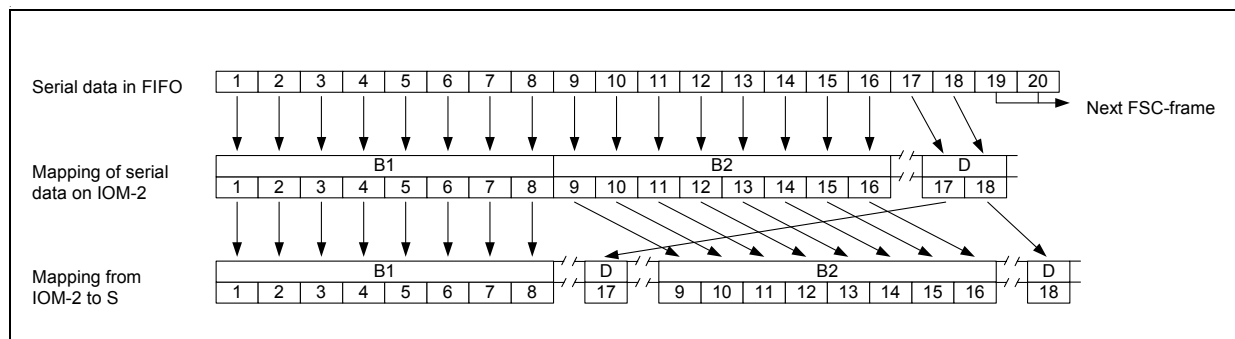 1 2 3 4 5 6 7 8 9 10 11 12 13 14 15 16 17 18 19 20
Serial data in FIFO
Next FSC-frame
B1 B2 D
Mapping of serial
data on IOM-2
1 2 3 4 5 6 7 8 9 10 11 12 13 14 15 16 17 18
B1 D B2 D
Mapping from
IOM-2 to S
1 2 3 4 5 6 7 8 17 9 10 11 12 13 14 15 16 18